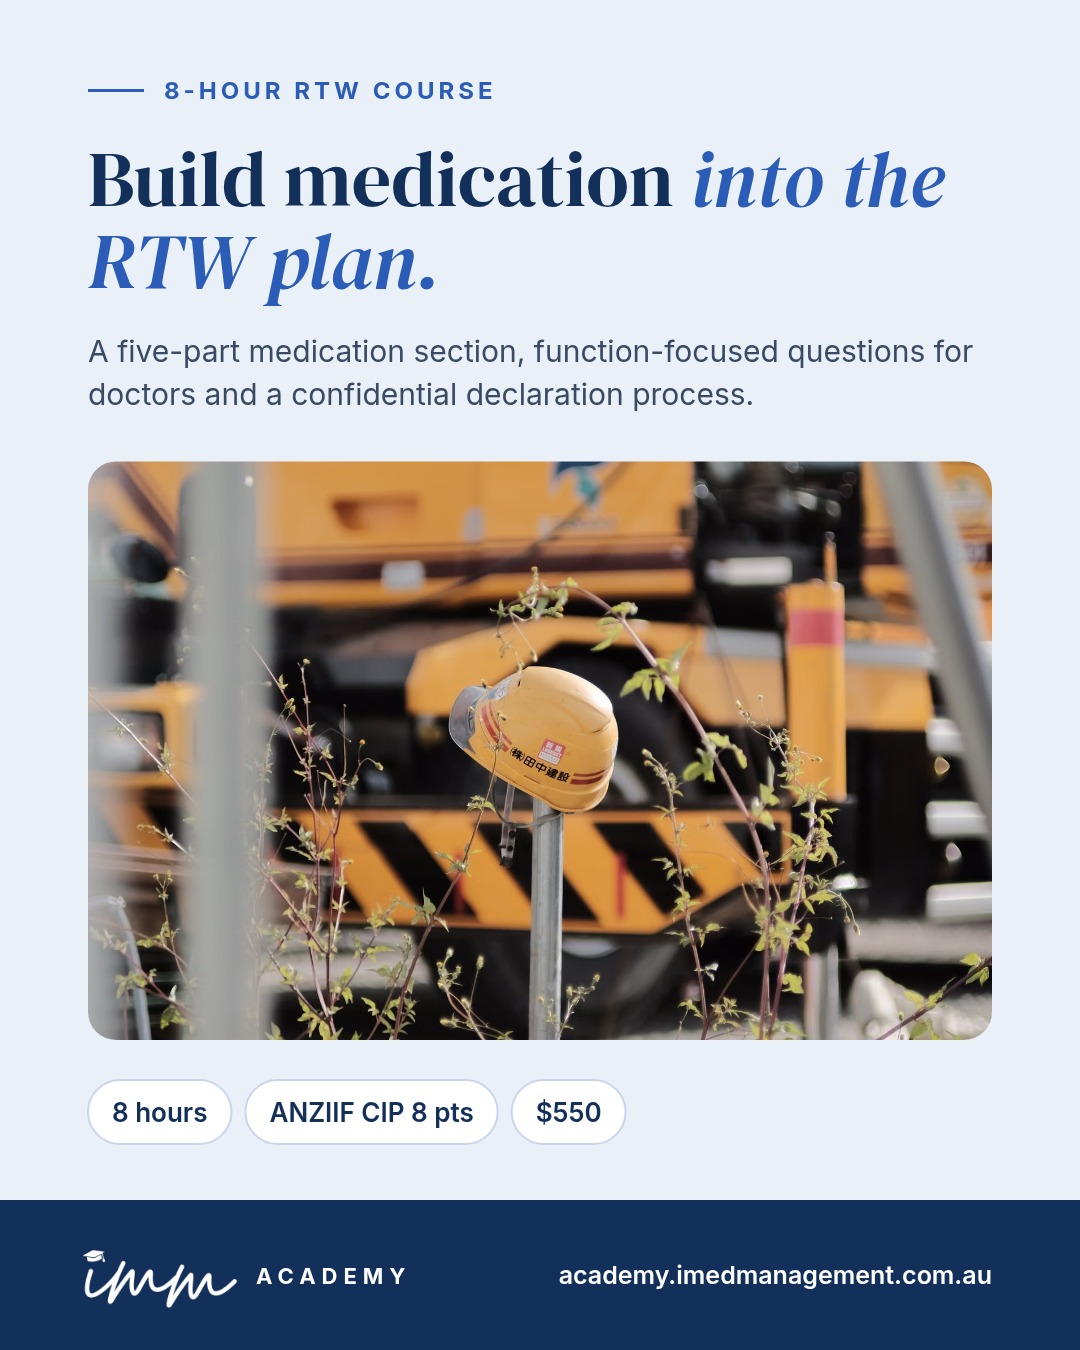 8-HOUR RTW COURSE
Build medication into the
RTW plan.
A five-part medication section, function-focused questions for
doctors and a confidential declaration process.
(株)田中建設
8 hours
ANZIIF CIP 8 pts
$550
imm ACADEMY
academy.imedmanagement.com.au